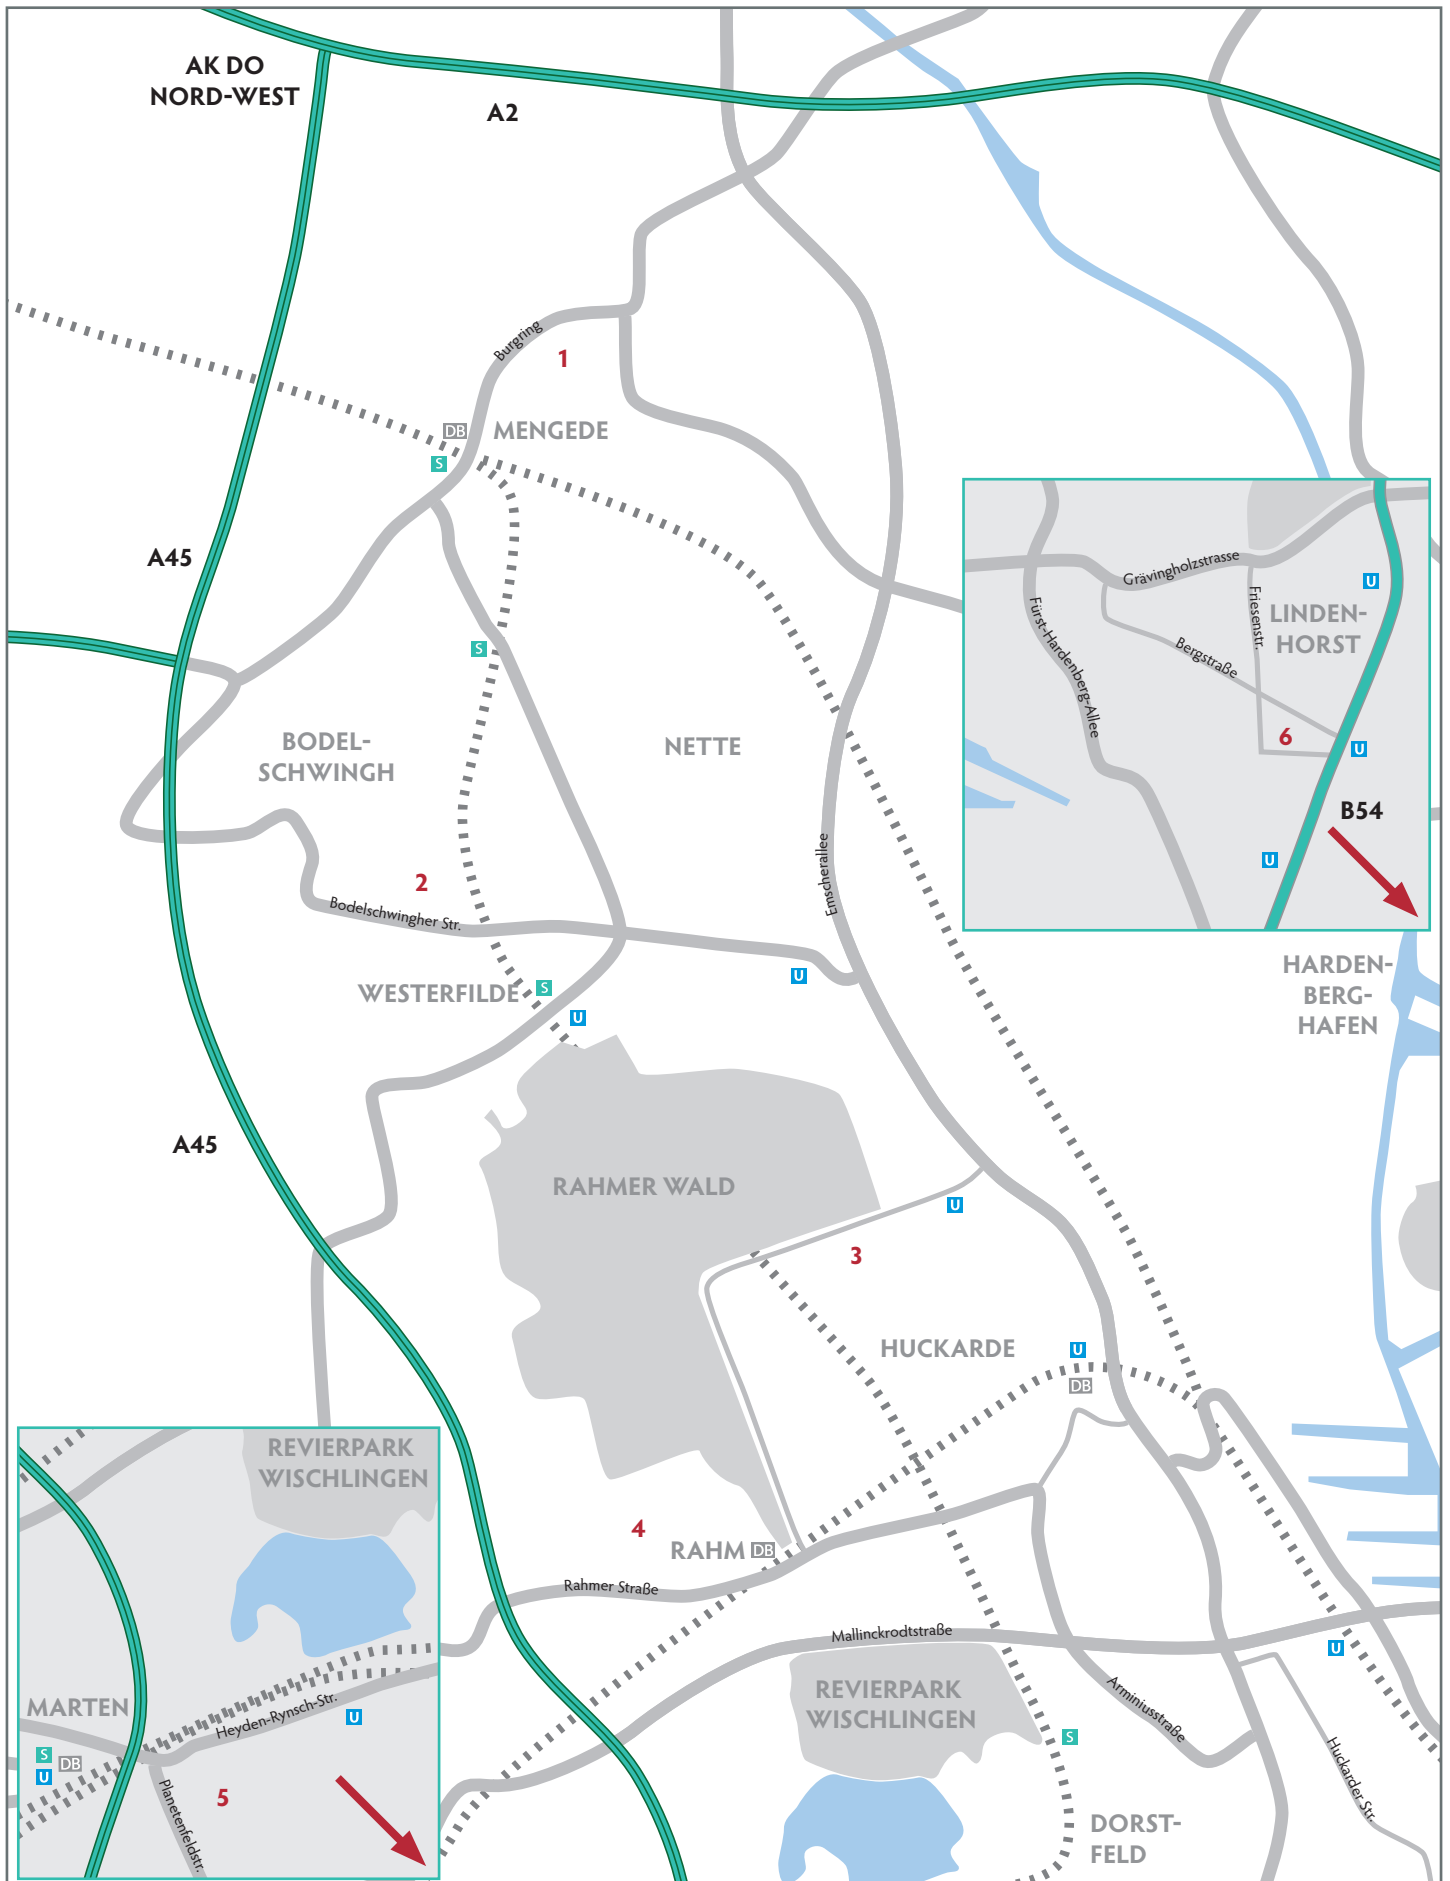 AK DO
NORD-WEST
A2
Burgring
1
DB
MENGEDE
S
A45
S
Grävingholzstrasse
U
Friesenstr.
LINDEN-
HORST
Fürst-Hardenberg-Allee
Bergstraße
6
U
B54
U
BODEL-
SCHWINGH
NETTE
Emscherallee
2
Bodelschwingher Str.
U
HARDEN-
BERG-
HAFEN
WESTERFILDE
S
U
A45
RAHMER WALD
U
3
HUCKARDE
U
DB
REVIERPARK
WISCHLINGEN
4
RAHM
DB
Rahmer Straße
Mallinckrodtstraße
U
REVIERPARK
WISCHLINGEN
Arminiusstraße
S
Huckarder Str.
DORST-
FELD
MARTEN
Heyden-Rynsch-Str.
U
S
DB
U
Planetenfeldstr.
5